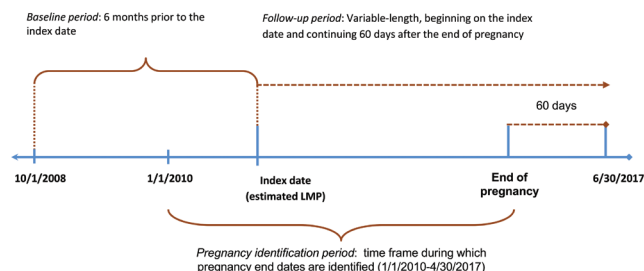 Baseline period: 6 months prior to the
index date
Follow-up period: Variable-length, beginning on the index
date and continuing 60 days after the end of pregnancy
60 days
10/1/2008
1/1/2010
Index date
(estimated LMP)
End of
pregnancy
6/30/2017
Pregnancy identification period: time frame during which
pregnancy end dates are identified (1/1/2010-4/30/2017)